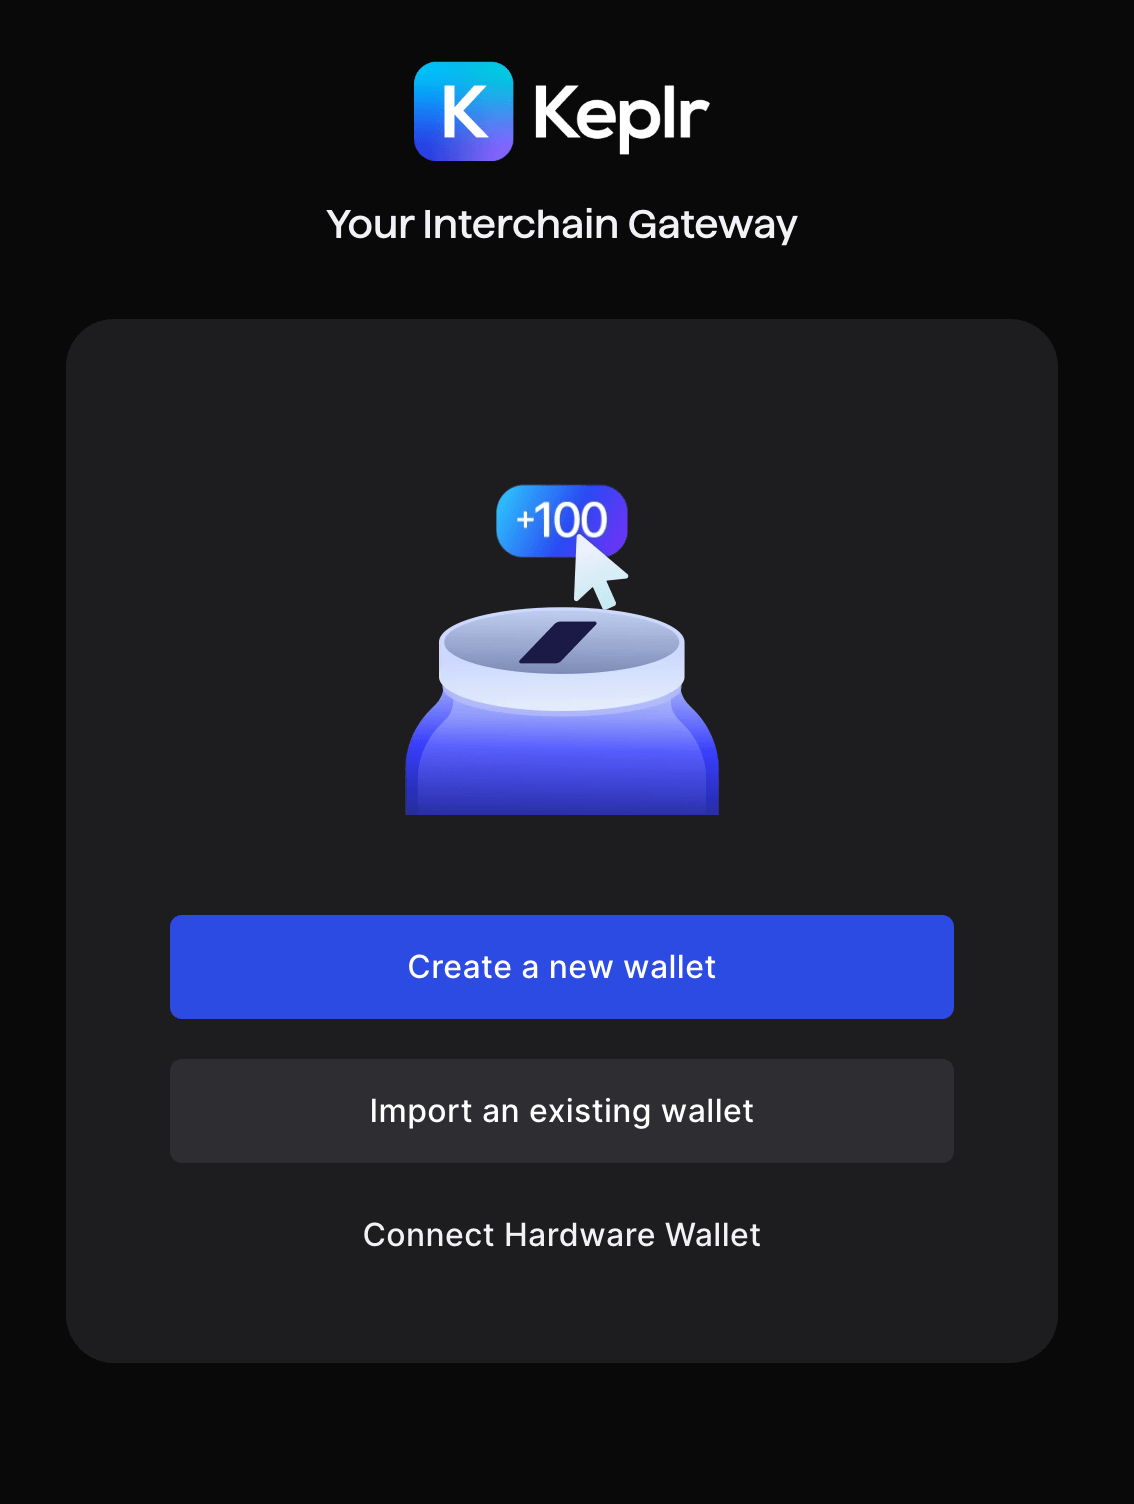 K Keplr
Your Interchain Gateway
+100
Create a new wallet
Import an existing wallet
Connect Hardware Wallet